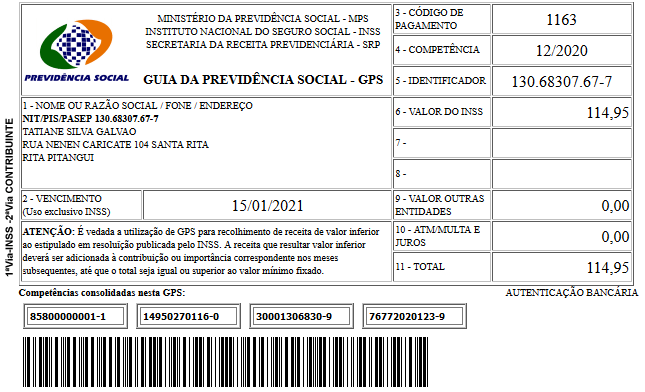 1ªVia-INSS -2ªVia CONTRIBUINTE
PREVIDÊNCIA SOCIAL
MINISTÉRIO DA PREVIDÊNCIA SOCIAL - MPS
INSTITUTO NACIONAL DO SEGURO SOCIAL - INSS
SECRETARIA DA RECEITA PREVIDENCIÁRIA - SRP
GUIA DA PREVIDÊNCIA SOCIAL - GPS
3 - CÓDIGO DE PAGAMENTO 1163
4 - COMPETÊNCIA 12/2020
5 - IDENTIFICADOR 130.68307.67-7
1 - NOME OU RAZÃO SOCIAL / FONE / ENDEREÇO
NIT/PIS/PASEP 130.68307.67-7
TATIANE SILVA GALVAO
RUA NENEN CARICATE 104 SANTA RITA
RITA PITANGUI
6 - VALOR DO INSS 114,95
7 -
8 -
2 - VENCIMENTO
(Uso exclusivo INSS)
15/01/2021
9 - VALOR OUTRAS ENTIDADES 0,00
ATENÇÃO: É vedada a utilização de GPS para recolhimento de receita de valor inferior
ao estipulado em resolução publicada pelo INSS. A receita que resultar valor inferior
deverá ser adicionada à contribuição ou importância correspondente nos meses
subsequentes, até que o total seja igual ou superior ao valor mínimo fixado.
10 - ATM/MULTA E JUROS 0,00
11 - TOTAL 114,95
Competências consolidadas nesta GPS:
AUTENTICAÇÃO BANCÁRIA
85800000001-1 14950270116-0 30001306830-9 76772020123-9